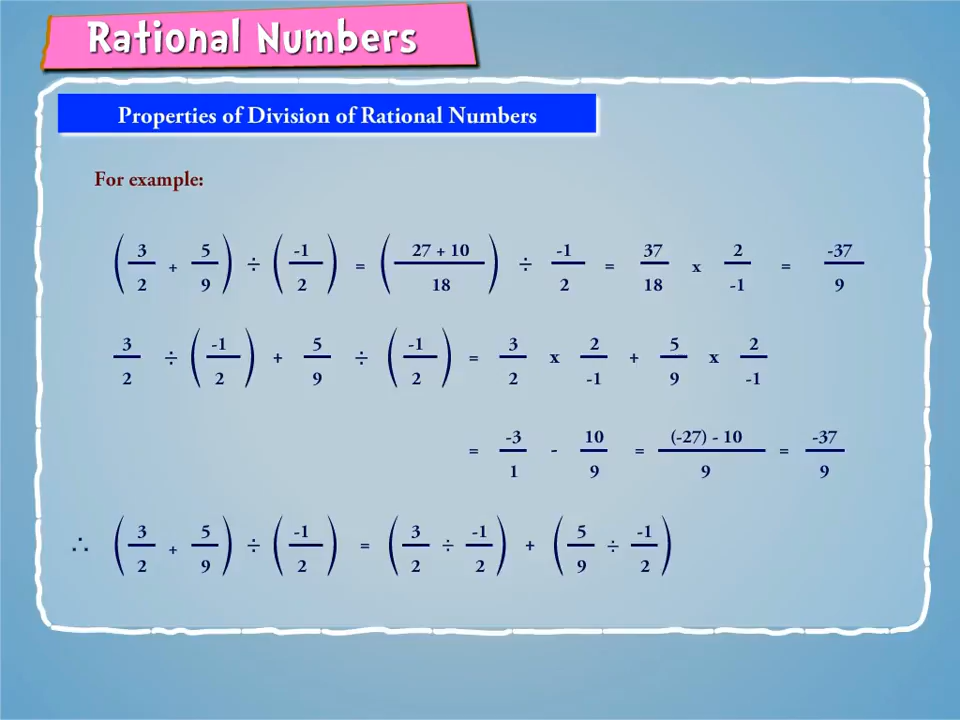 Rational Numbers
Properties of Division of Rational Numbers
For example:
(3/2 + 5/9) ÷ (-1/2) = (27 + 10/18) ÷ -1/2 = 37/18 x 2/-1 = -37/9
3/2 ÷ (-1/2) + 5/9 ÷ (-1/2) = 3/2 x 2/-1 + 5/9 x 2/-1
= -3/1 - 10/9 = (-27) - 10/9 = -37/9
∴ (3/2 + 5/9) ÷ (-1/2) = (3/2 ÷ -1/2) + (5/9 ÷ -1/2)